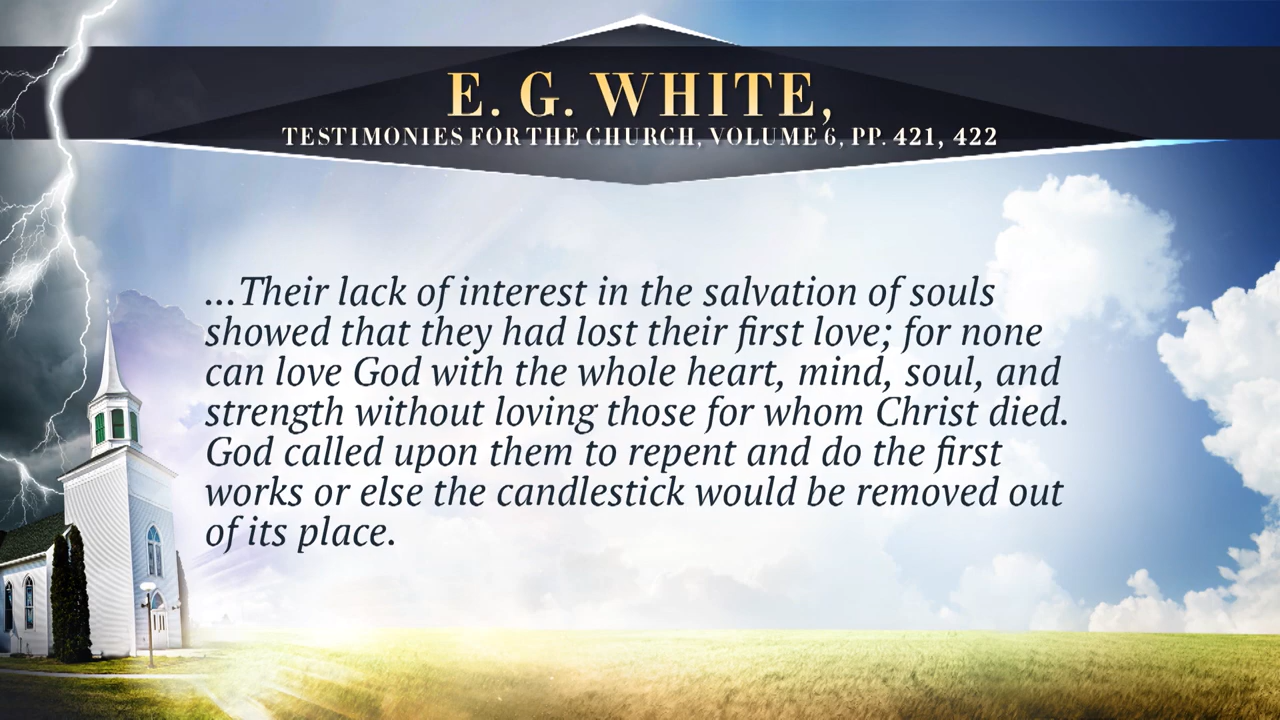 E. G. WHITE,
TESTIMONIES FOR THE CHURCH, VOLUME 6, PP. 421, 422
...Their lack of interest in the salvation of souls
showed that they had lost their first love; for none
can love God with the whole heart, mind, soul, and
strength without loving those for whom Christ died.
God called upon them to repent and do the first
works or else the candlestick would be removed out
of its place.